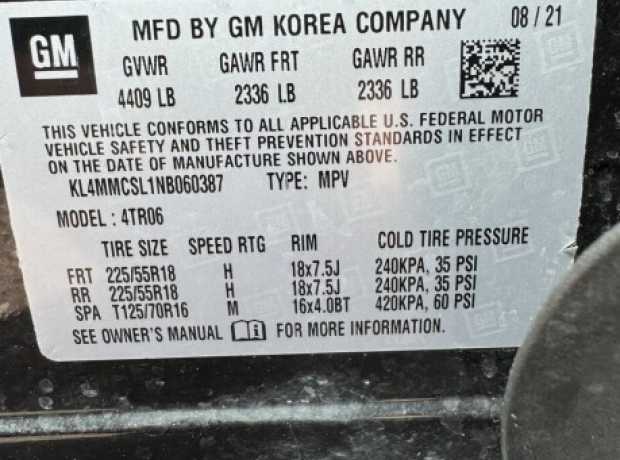 GM
MFD BY GM KOREA COMPANY 08 / 21
GVWR GAWR FRT GAWR RR
4409 LB 2336 LB 2336 LB
THIS VEHICLE CONFORMS TO ALL APPLICABLE U.S. FEDERAL MOTOR
VEHICLE SAFETY AND THEFT PREVENTION STANDARDS IN EFFECT
ON THE DATE OF MANUFACTURE SHOWN ABOVE.
KL4MMCSL1NB060387 TYPE: MPV
MODEL : 4TR06
TIRE SIZE SPEED RTG RIM COLD TIRE PRESSURE
FRT 225/55R18 H 18x7.5J 240KPA, 35 PSI
RR 225/55R18 H 18x7.5J 240KPA, 35 PSI
SPA T125/70R16 M 16x4.0BT 420KPA, 60 PSI
SEE OWNER'S MANUAL i FOR MORE INFORMATION.